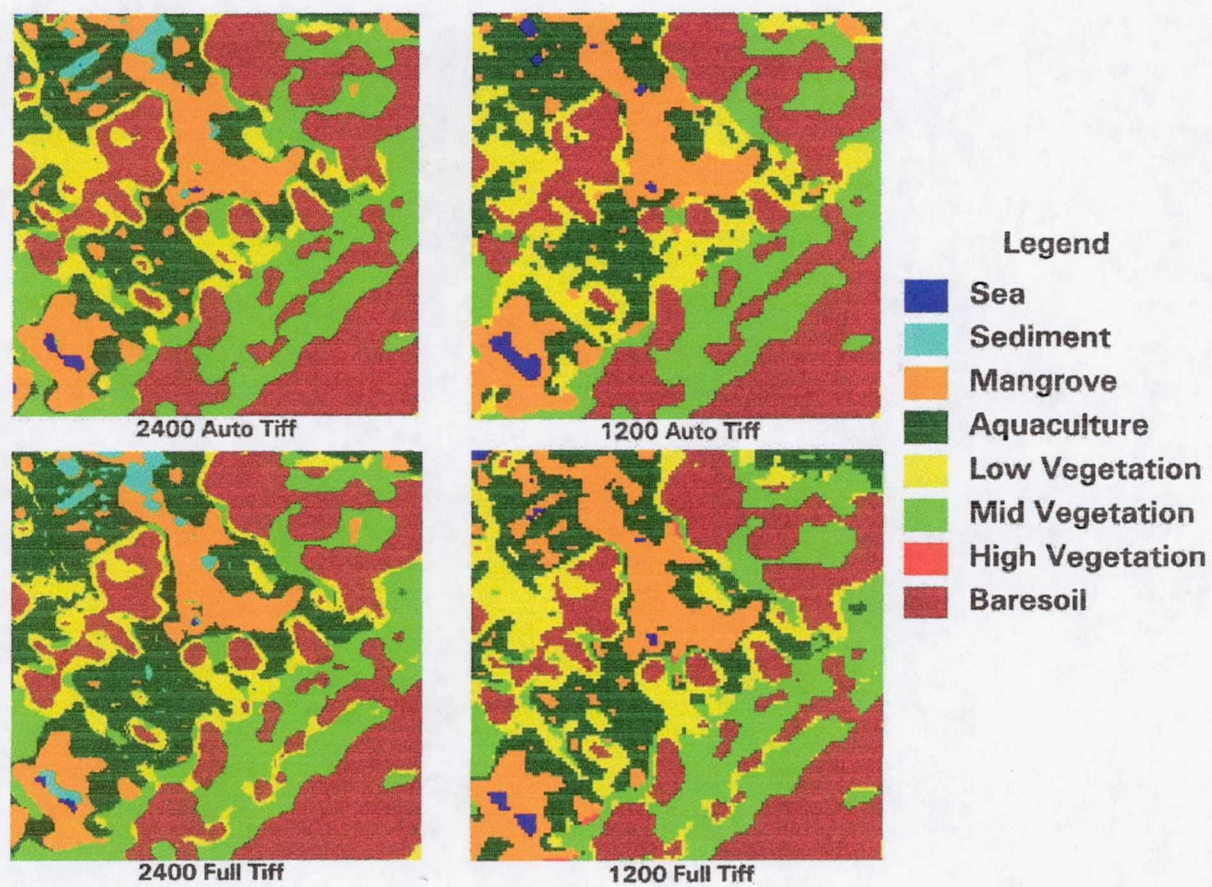 2400 Auto Tiff
1200 Auto Tiff
2400 Full Tiff
1200 Full Tiff
Legend
Sea
Sediment
Mangrove
Aquaculture
Low Vegetation
Mid Vegetation
High Vegetation
Baresoil